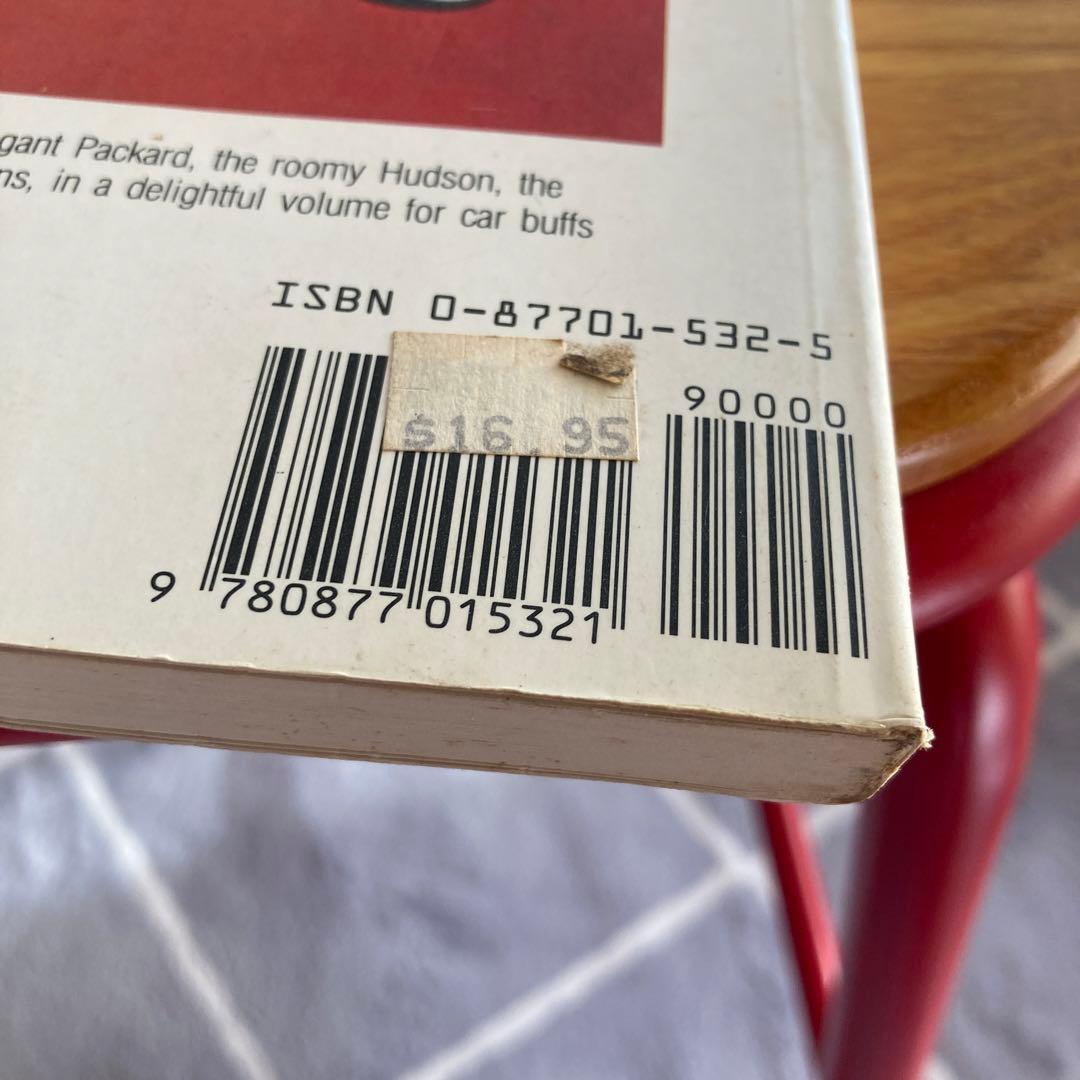 gant Packard, the roomy Hudson, the
ns, in a delightful volume for car buffs
ISBN 0-87701-532-5
$16.95
90000
9 780877 015321